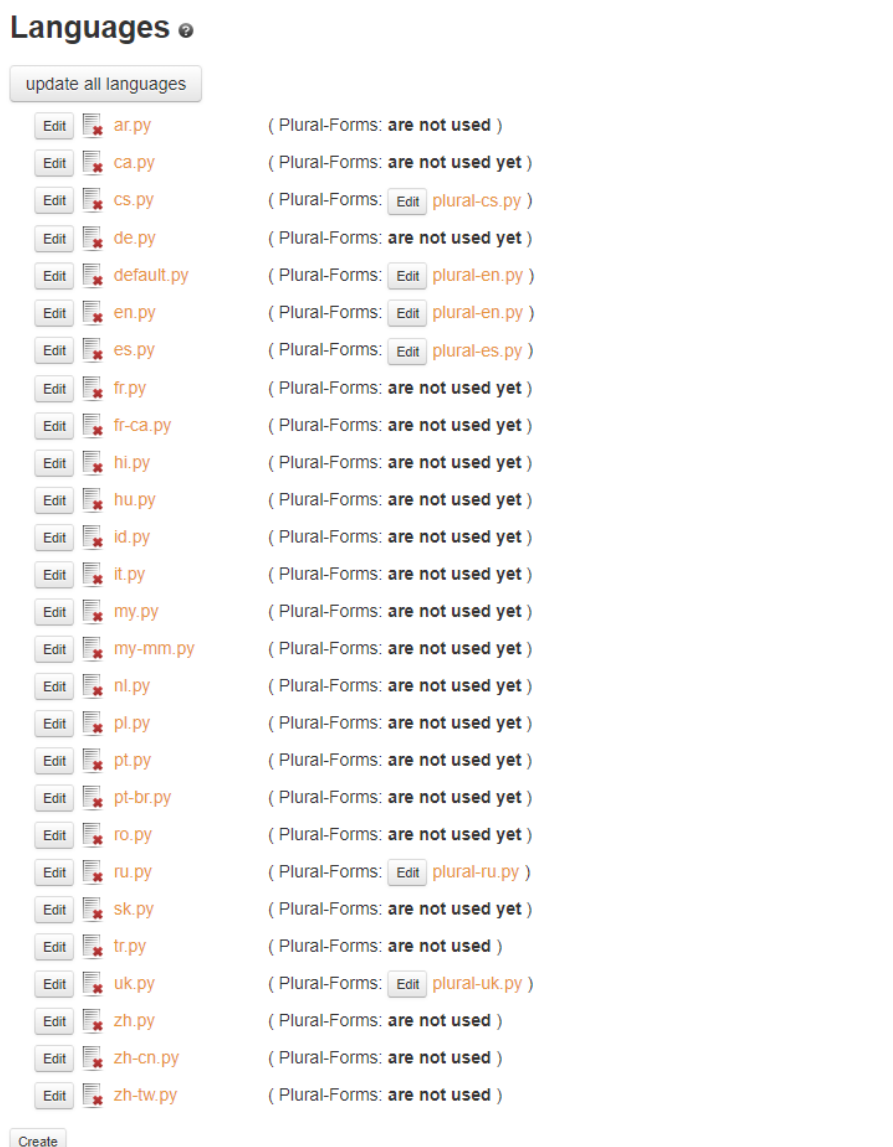 Languages ?
update all languages
Edit ar.py ( Plural-Forms: are not used )
Edit ca.py ( Plural-Forms: are not used yet )
Edit cs.py ( Plural-Forms: Edit plural-cs.py )
Edit de.py ( Plural-Forms: are not used yet )
Edit default.py ( Plural-Forms: Edit plural-en.py )
Edit en.py ( Plural-Forms: Edit plural-en.py )
Edit es.py ( Plural-Forms: Edit plural-es.py )
Edit fr.py ( Plural-Forms: are not used yet )
Edit fr-ca.py ( Plural-Forms: are not used yet )
Edit hi.py ( Plural-Forms: are not used yet )
Edit hu.py ( Plural-Forms: are not used yet )
Edit id.py ( Plural-Forms: are not used yet )
Edit it.py ( Plural-Forms: are not used yet )
Edit my.py ( Plural-Forms: are not used yet )
Edit my-mm.py ( Plural-Forms: are not used yet )
Edit nl.py ( Plural-Forms: are not used yet )
Edit pl.py ( Plural-Forms: are not used yet )
Edit pt.py ( Plural-Forms: are not used yet )
Edit pt-br.py ( Plural-Forms: are not used yet )
Edit ro.py ( Plural-Forms: are not used yet )
Edit ru.py ( Plural-Forms: Edit plural-ru.py )
Edit sk.py ( Plural-Forms: are not used yet )
Edit tr.py ( Plural-Forms: are not used )
Edit uk.py ( Plural-Forms: Edit plural-uk.py )
Edit zh.py ( Plural-Forms: are not used )
Edit zh-cn.py ( Plural-Forms: are not used )
Edit zh-tw.py ( Plural-Forms: are not used )
Create